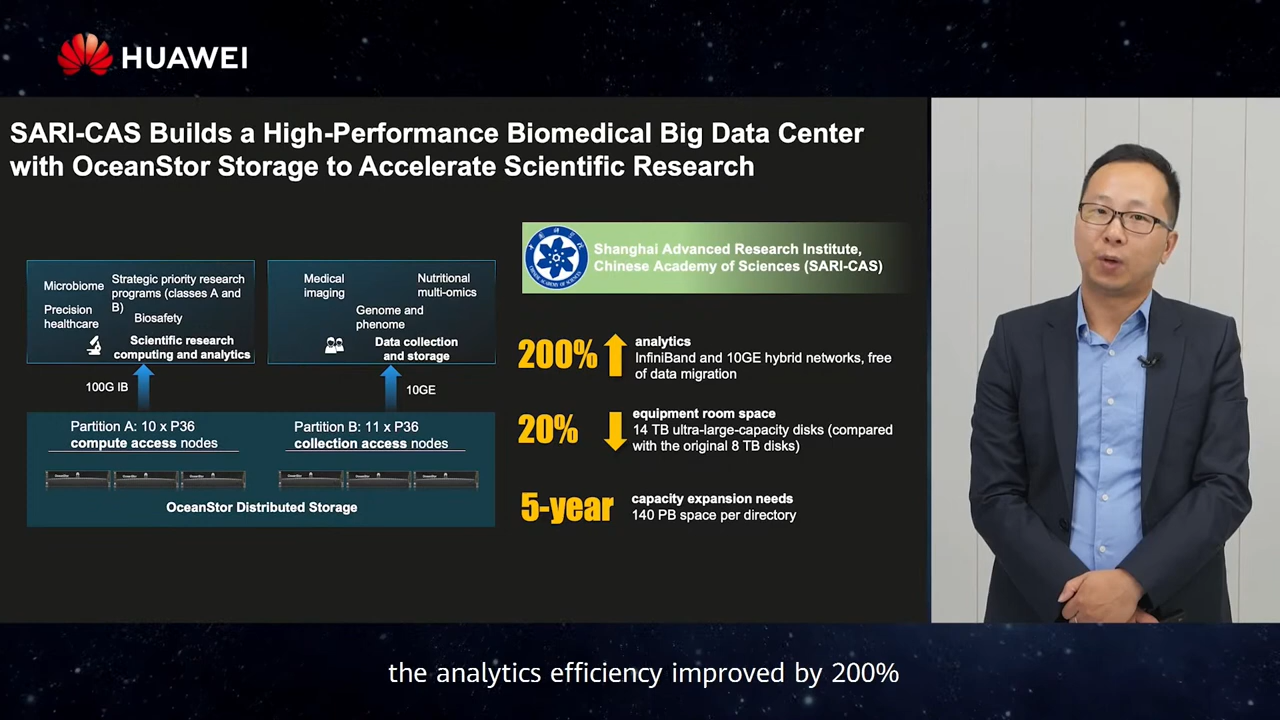 HUAWEI
SARI-CAS Builds a High-Performance Biomedical Big Data Center
with OceanStor Storage to Accelerate Scientific Research
Microbiome
Strategic priority research
programs (classes A and
B)
Precision
healthcare
Biosafety
Scientific research
computing and analytics
Medical
imaging
Nutritional
multi-omics
Genome and
phenome
Data collection
and storage
100G IB
10GE
Partition A: 10 x P36
compute access nodes
Partition B: 11 x P36
collection access nodes
OceanStor Distributed Storage
Shanghai Advanced Research Institute,
Chinese Academy of Sciences (SARI-CAS)
200%
analytics
InfiniBand and 10GE hybrid networks, free
of data migration
20%
equipment room space
14 TB ultra-large-capacity disks (compared
with the original 8 TB disks)
5-year
capacity expansion needs
140 PB space per directory
the analytics efficiency improved by 200%